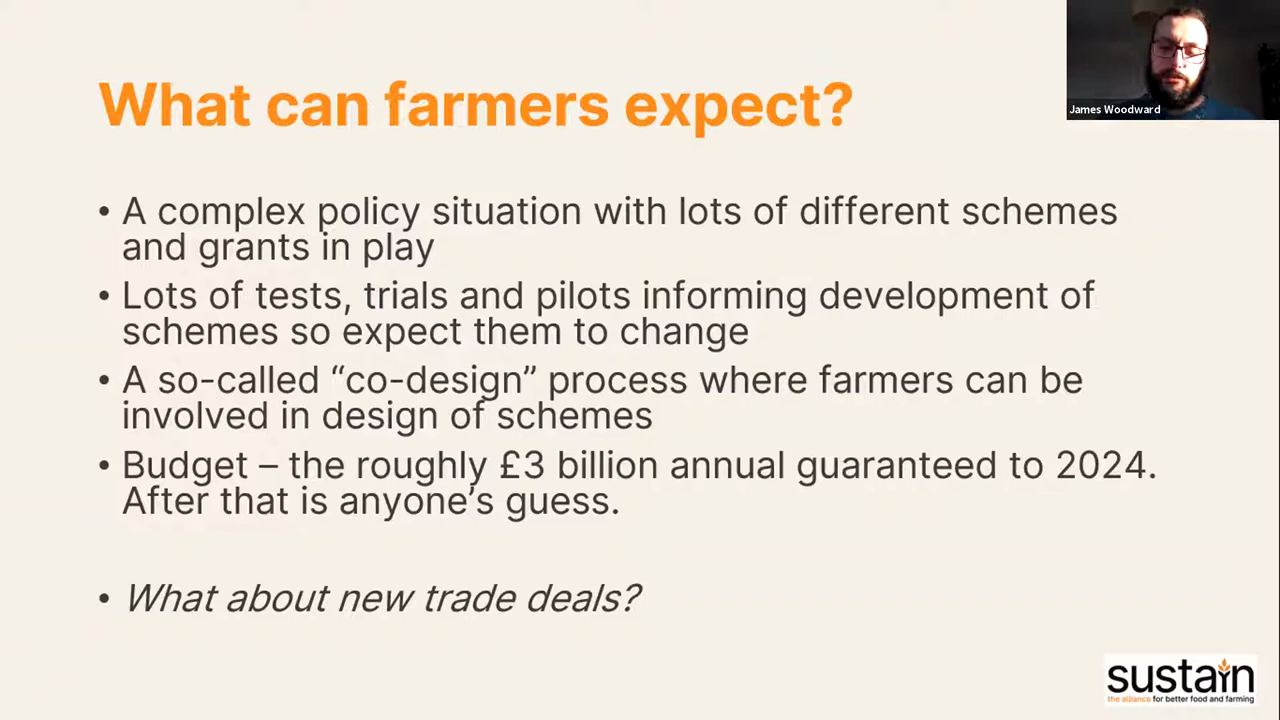 What can farmers expect?
James Woodward
• A complex policy situation with lots of different schemes
and grants in play
• Lots of tests, trials and pilots informing development of
schemes so expect them to change
• A so-called “co-design” process where farmers can be
involved in design of schemes
• Budget – the roughly £3 billion annual guaranteed to 2024.
After that is anyone’s guess.
• What about new trade deals?
sustain
the alliance for better food and farming